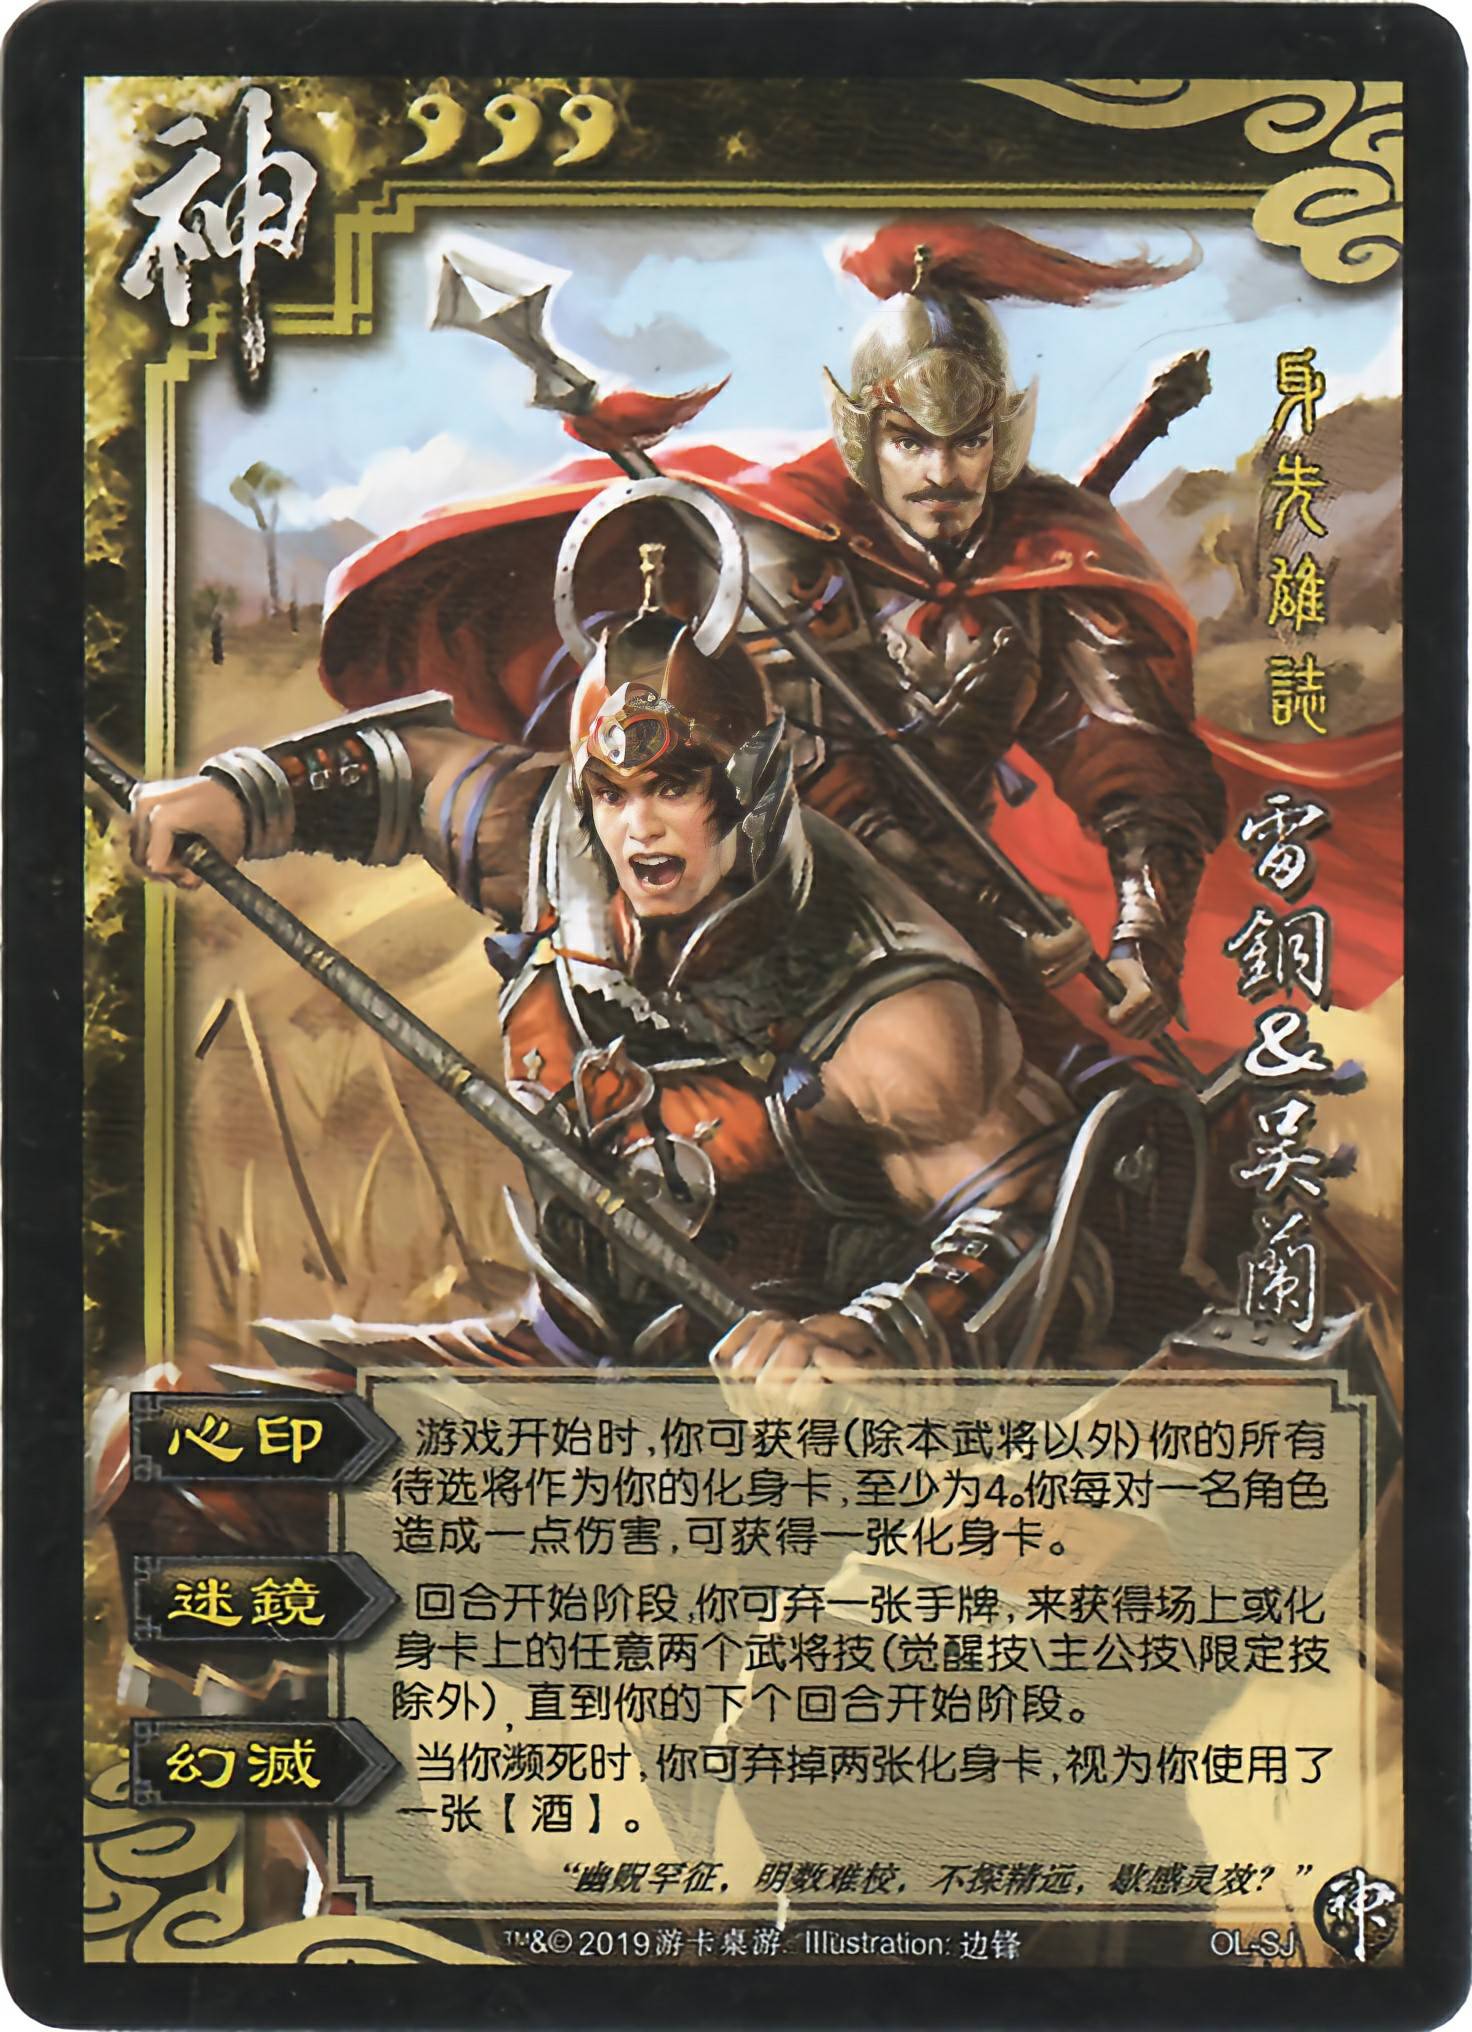 神
身先雄誌
雷銅&吴蘭
心印
游戏开始时,你可获得(除本武将以外)你的所有
待选将作为你的化身卡,至少为4。你每对一名角色
造成一点伤害,可获得一张化身卡。
迷鏡
回合开始阶段,你可弃一张手牌,来获得场上或化
身卡上的任意两个武将技(觉醒技\主公技\限定技
除外),直到你的下个回合开始阶段。
幻滅
当你濒死时,你可弃掉两张化身卡,视为你使用了
一张【酒】。
“幽贶罕征，明数难校，不探精远，歇感灵效？”
™&©2019游卡桌游. Illustration: 边锋
OL-SJ
神